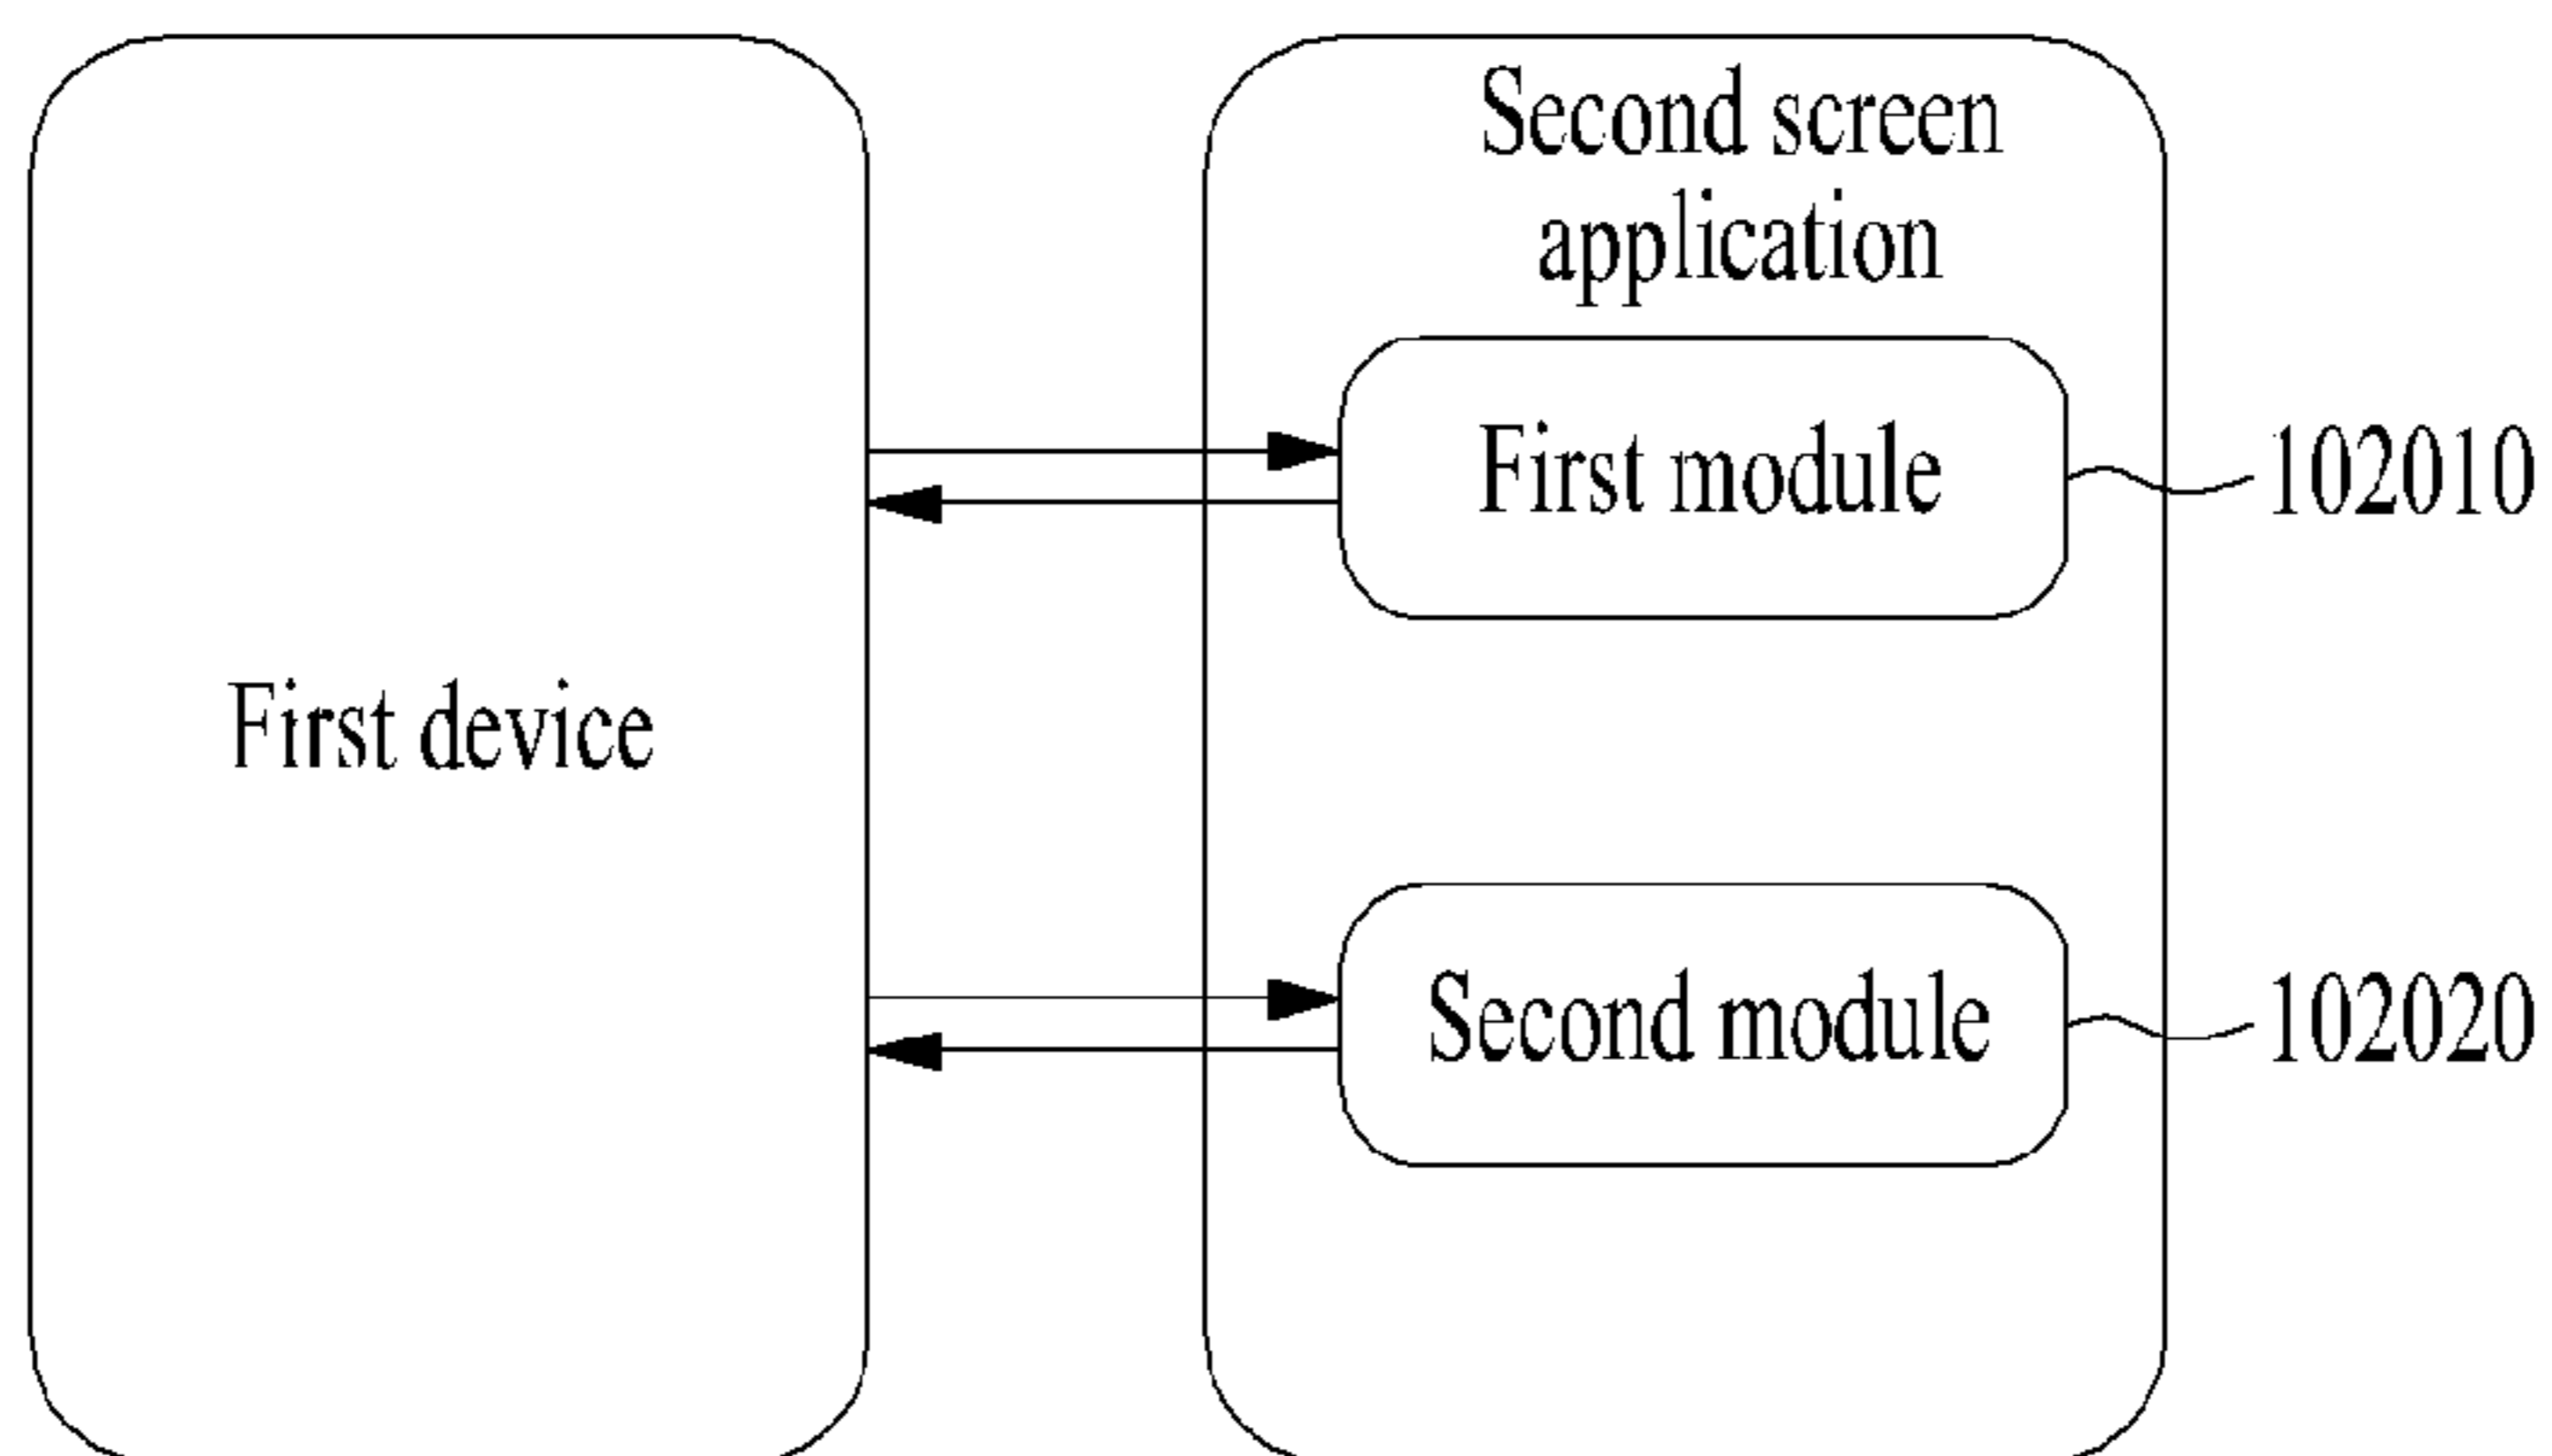 Second screen
application
First module
102010
First device
Second module
102020